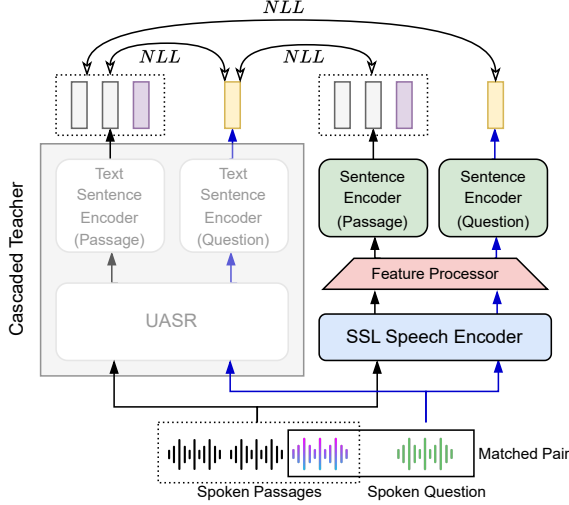 NLL
NLL
NLL
Cascaded Teacher
Text
Sentence
Encoder
(Passage)
Text
Sentence
Encoder
(Question)
Sentence
Encoder
(Passage)
Sentence
Encoder
(Question)
Feature Processor
UASR
SSL Speech Encoder
Matched Pair
Spoken Passages
Spoken Question